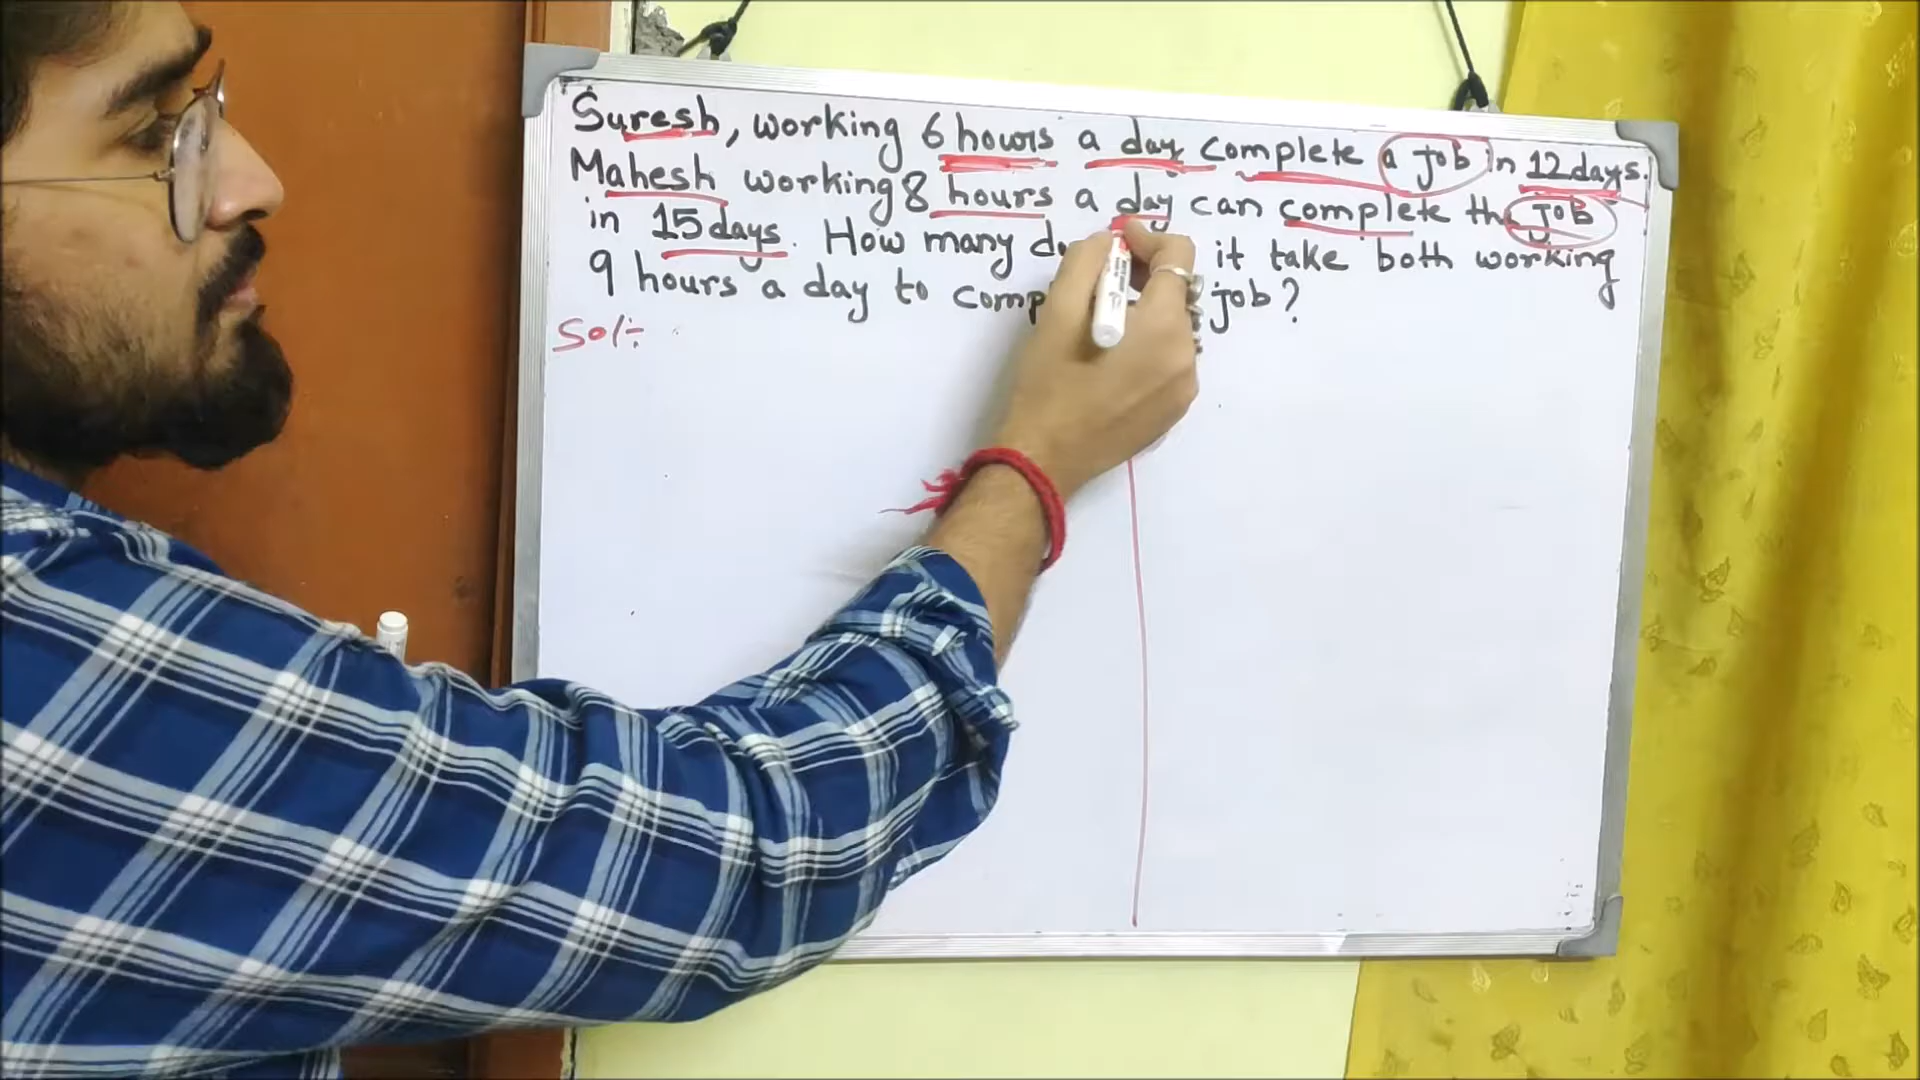 Suresh, working 6 hours a day complete a job in 12 days.
Mahesh working 8 hours a day can complete the job
in 15 days. How many it take both working
9 hours a day to job?
Sol÷